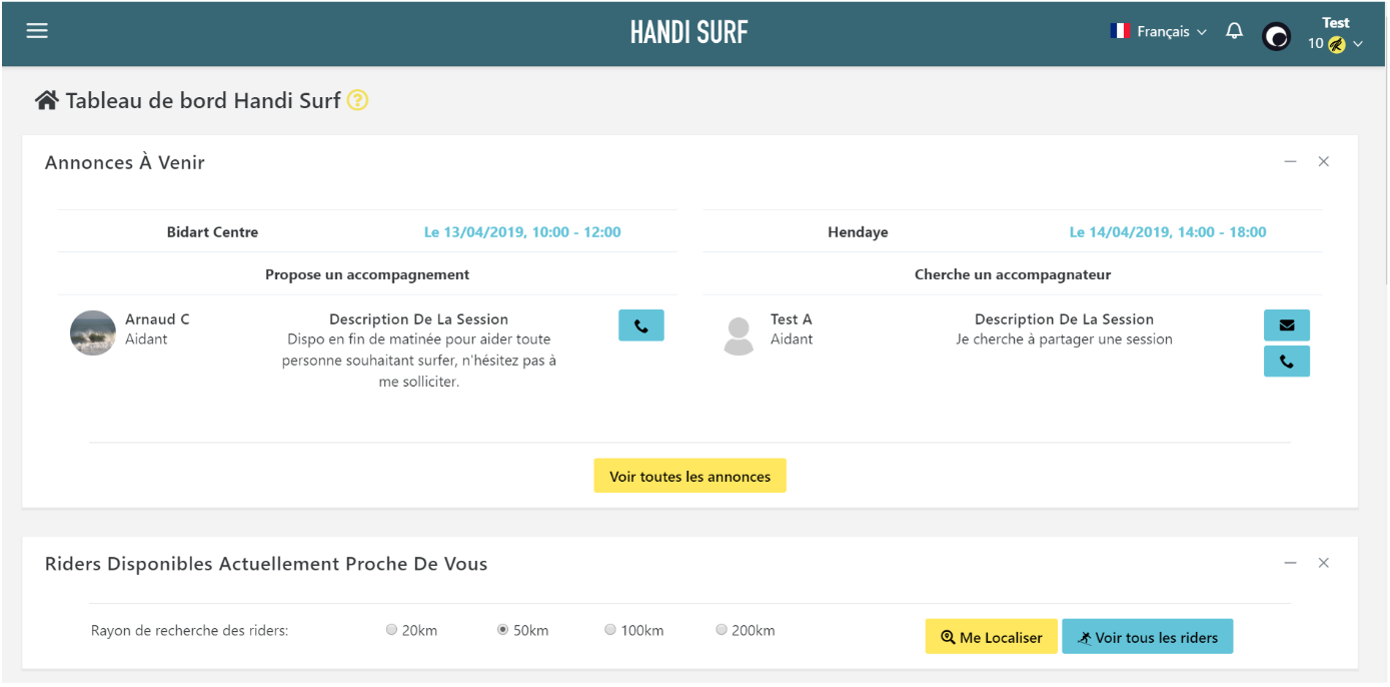 HANDI SURF
Français
Test
10
Tableau de bord Handi Surf ?
Annonces À Venir
Bidart Centre
Le 13/04/2019, 10:00 - 12:00
Propose un accompagnement
Arnaud C
Aidant
Description De La Session
Dispo en fin de matinée pour aider toute
personne souhaitant surfer, n'hésitez pas à
me solliciter.
Hendaye
Le 14/04/2019, 14:00 - 18:00
Cherche un accompagnateur
Test A
Aidant
Description De La Session
Je cherche à partager une session
Voir toutes les annonces
Riders Disponibles Actuellement Proche De Vous
Rayon de recherche des riders:
20km
50km
100km
200km
Me Localiser
Voir tous les riders